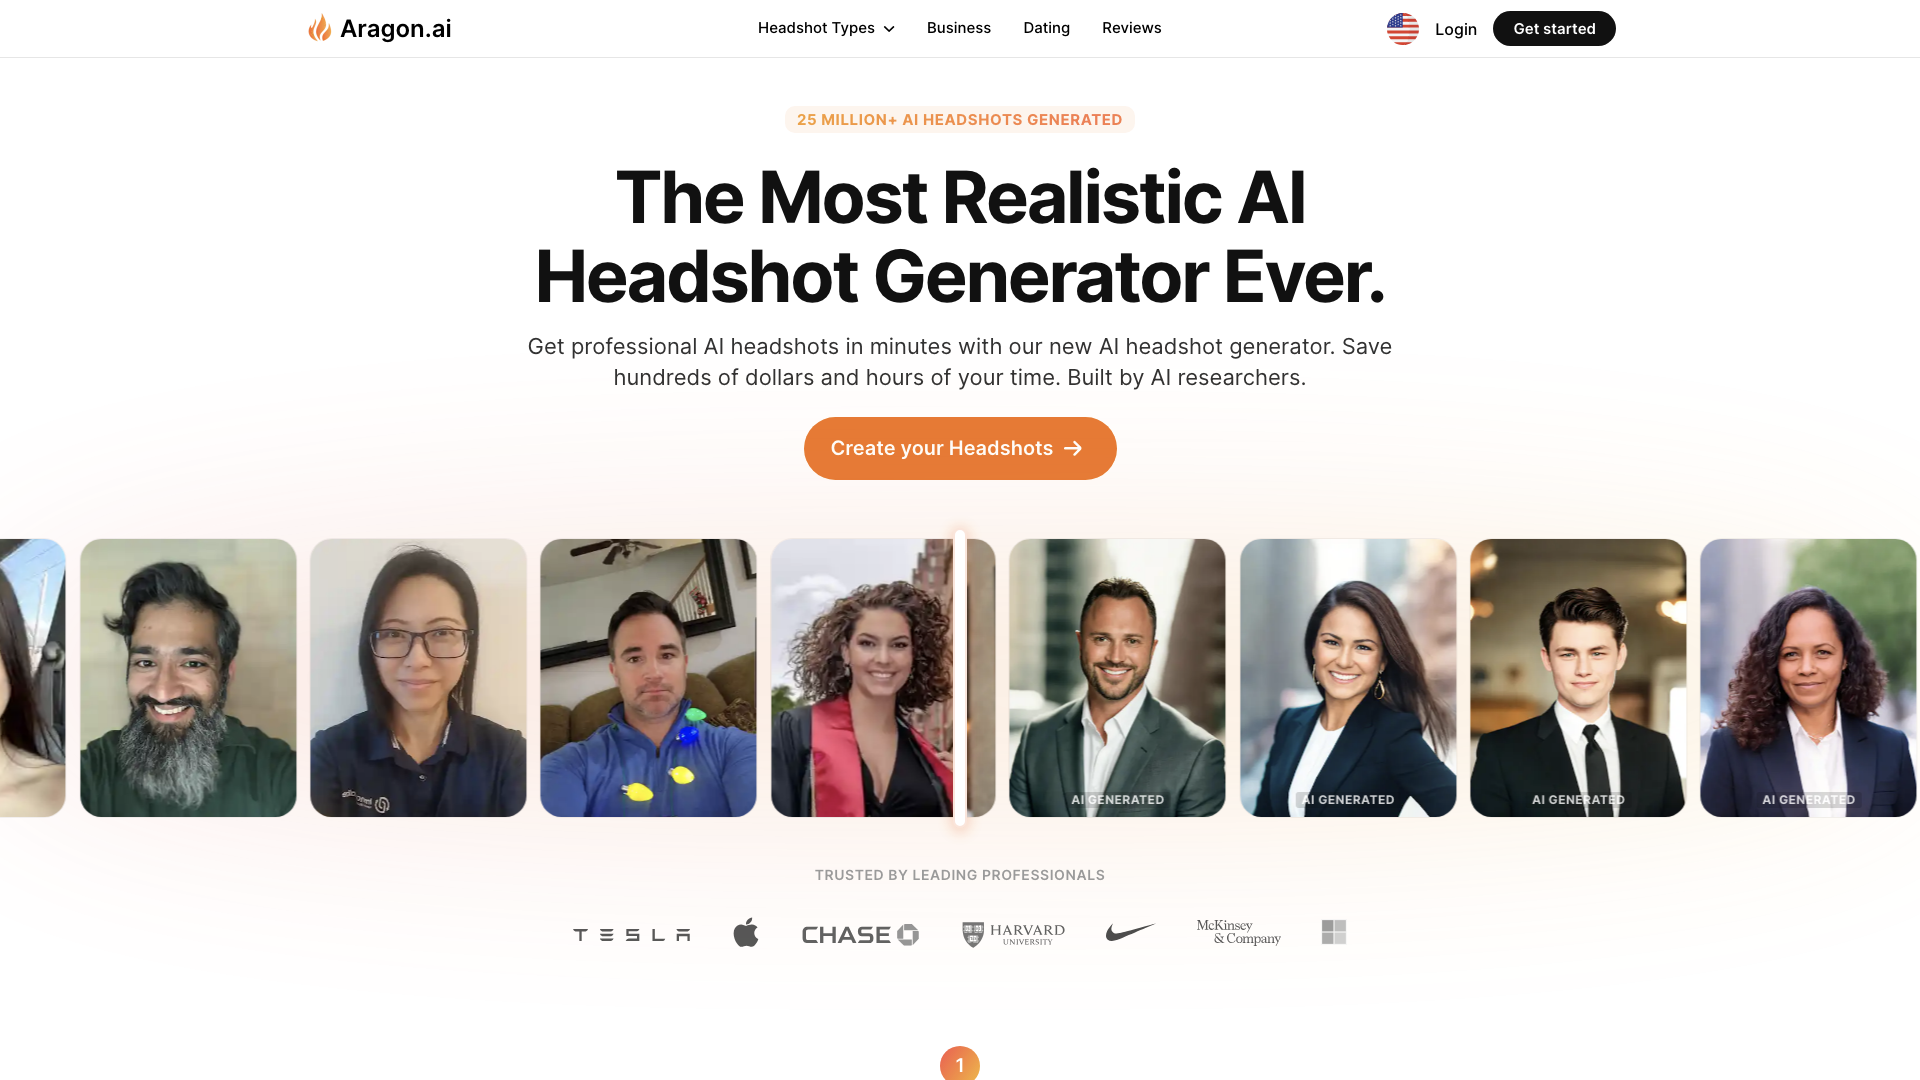 Aragon.ai
Headshot Types
Business
Dating
Reviews
Login
Get started
25 MILLION+ AI HEADSHOTS GENERATED
The Most Realistic AI
Headshot Generator Ever.
Get professional AI headshots in minutes with our new AI headshot generator. Save
hundreds of dollars and hours of your time. Built by AI researchers.
Create your Headshots
AI GENERATED
AI GENERATED
AI GENERATED
AI GENERATED
TRUSTED BY LEADING PROFESSIONALS
TESLA
CHASE
HARVARD
UNIVERSITY
McKinsey
& Company
1